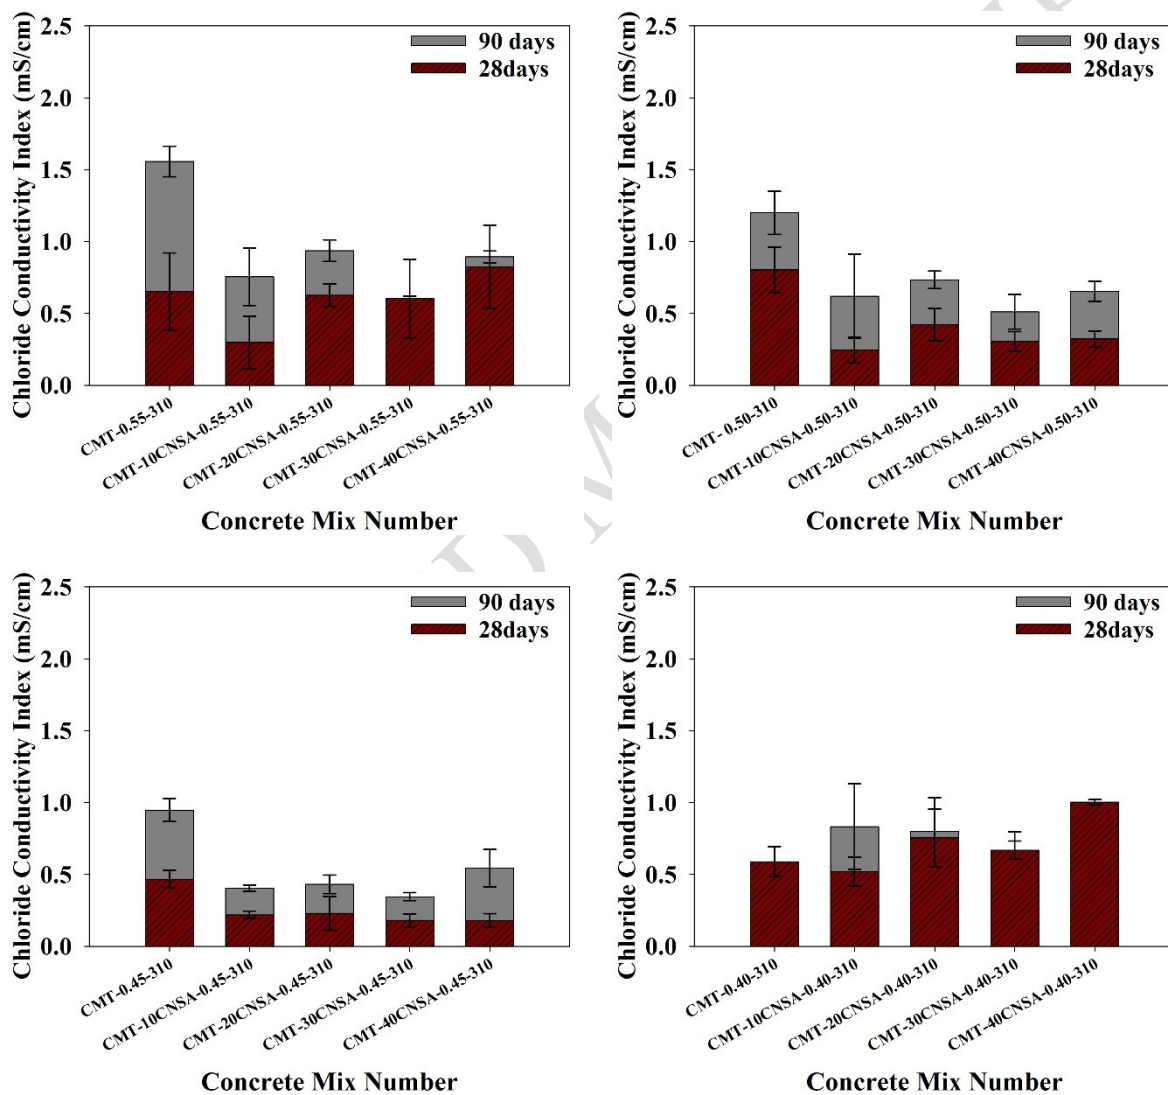 Chloride Conductivity Index (mS/cm)
2.5
2.0
1.5
1.0
0.5
0.0
90 days
28days
CMT-0.55-310
CMT-10CNSA-0.55-310
CMT-20CNSA-0.55-310
CMT-30CNSA-0.55-310
CMT-40CNSA-0.55-310
Concrete Mix Number
Chloride Conductivity Index (mS/cm)
2.5
2.0
1.5
1.0
0.5
0.0
90 days
28days
CMT- 0.50-310
CMT-10CNSA-0.50-310
CMT-20CNSA-0.50-310
CMT-30CNSA-0.50-310
CMT-40CNSA-0.50-310
Concrete Mix Number
Chloride Conductivity Index (mS/cm)
2.5
2.0
1.5
1.0
0.5
0.0
90 days
28days
CMT-0.45-310
CMT-10CNSA-0.45-310
CMT-20CNSA-0.45-310
CMT-30CNSA-0.45-310
CMT-40CNSA-0.45-310
Concrete Mix Number
Chloride Conductivity Index (mS/cm)
2.5
2.0
1.5
1.0
0.5
0.0
90 days
28days
CMT-0.40-310
CMT-10CNSA-0.40-310
CMT-20CNSA-0.40-310
CMT-30CNSA-0.40-310
CMT-40CNSA-0.40-310
Concrete Mix Number